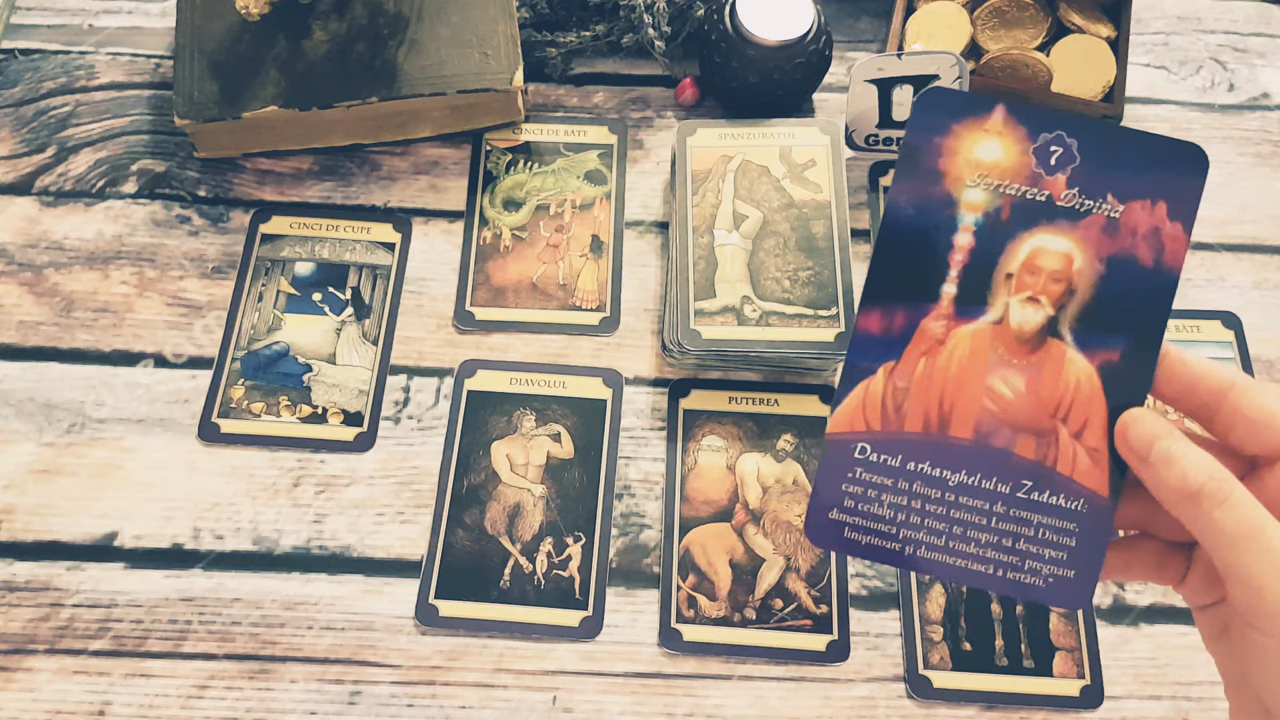 CINCI DE BÂTE
SPÂNZURATUL
CINCI DE CUPE
DIAVOLUL
PUTEREA
7
Iertarea Divină
Darul arhanghelului Zadakiel:
„Trezesc în ființa ta starea de compasiune,
care te ajută să vezi tainica Lumină Divină
în ceilalți și în tine; te inspir să descoperi
dimensiunea profund vindecătoare, pregnant
liniștitoare și dumnezeiască a iertării.”
DE BÂTE